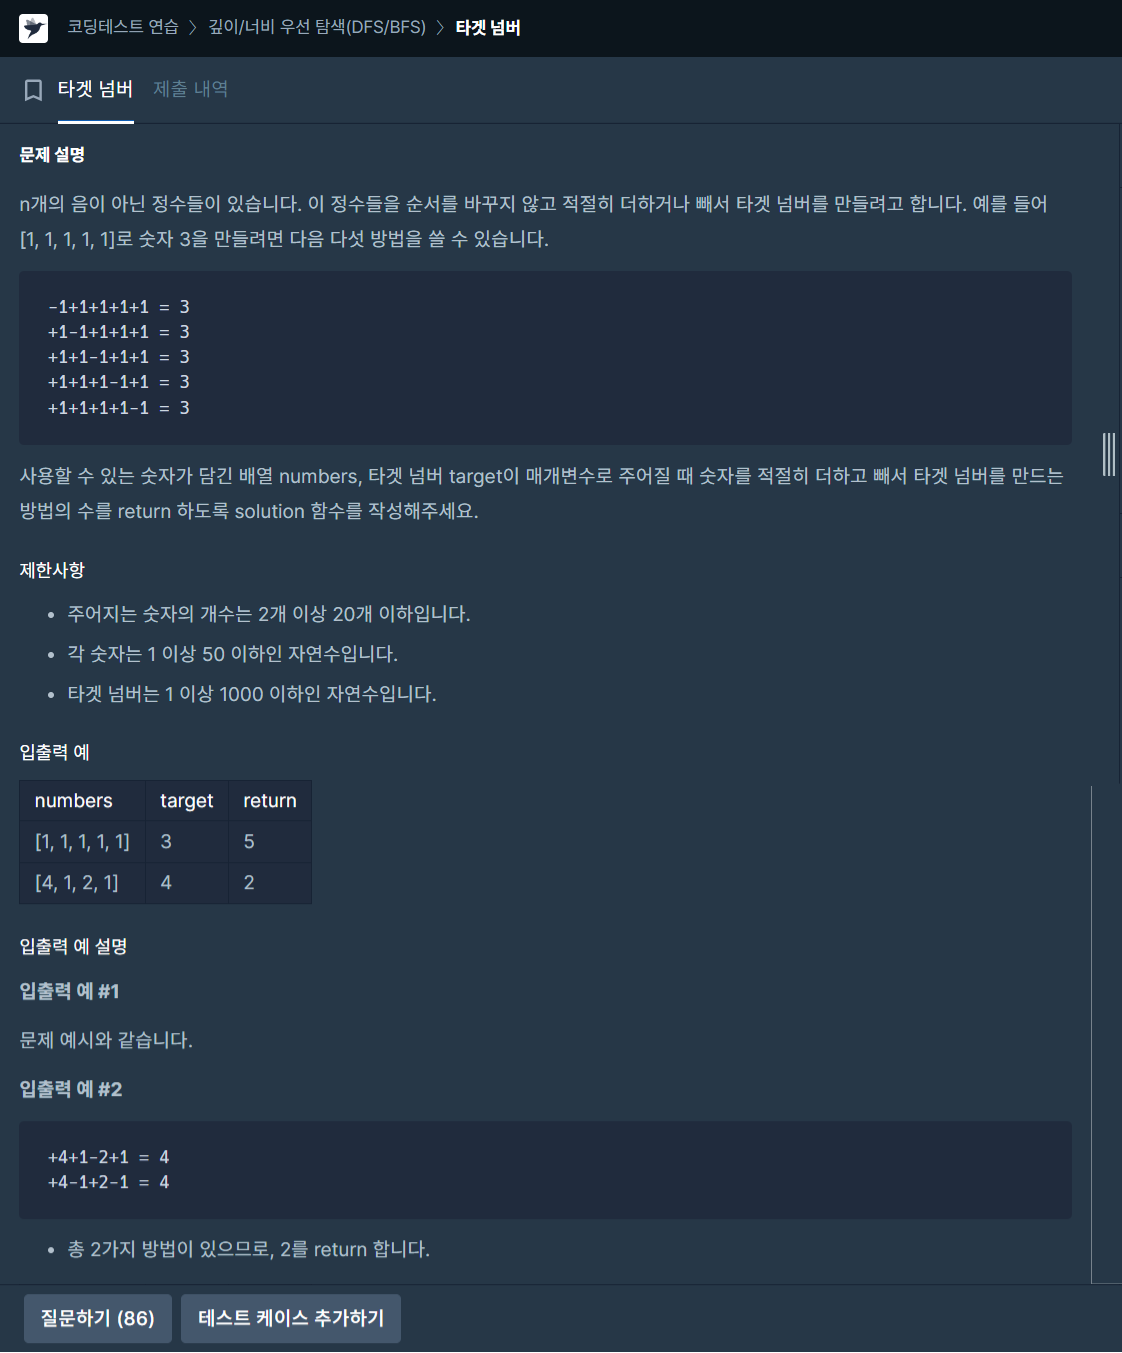 코딩테스트 연습 > 깊이/너비 우선 탐색(DFS/BFS) > 타겟 넘버
타겟 넘버 제출 내역
문제 설명
n개의 음이 아닌 정수들이 있습니다. 이 정수들을 순서를 바꾸지 않고 적절히 더하거나 빼서 타겟 넘버를 만들려고 합니다. 예를 들어
[1, 1, 1, 1, 1]로 숫자 3을 만들려면 다음 다섯 방법을 쓸 수 있습니다.
-1+1+1+1+1 = 3
+1-1+1+1+1 = 3
+1+1-1+1+1 = 3
+1+1+1-1+1 = 3
+1+1+1+1-1 = 3
사용할 수 있는 숫자가 담긴 배열 numbers, 타겟 넘버 target이 매개변수로 주어질 때 숫자를 적절히 더하고 빼서 타겟 넘버를 만드는
방법의 수를 return 하도록 solution 함수를 작성해주세요.
제한사항
• 주어지는 숫자의 개수는 2개 이상 20개 이하입니다.
• 각 숫자는 1 이상 50 이하인 자연수입니다.
• 타겟 넘버는 1 이상 1000 이하인 자연수입니다.
입출력 예
numbers target return
[1, 1, 1, 1, 1] 3 5
[4, 1, 2, 1] 4 2
입출력 예 설명
입출력 예 #1
문제 예시와 같습니다.
입출력 예 #2
+4+1-2+1 = 4
+4-1+2-1 = 4
• 총 2가지 방법이 있으므로, 2를 return 합니다.
질문하기 (86) 테스트 케이스 추가하기